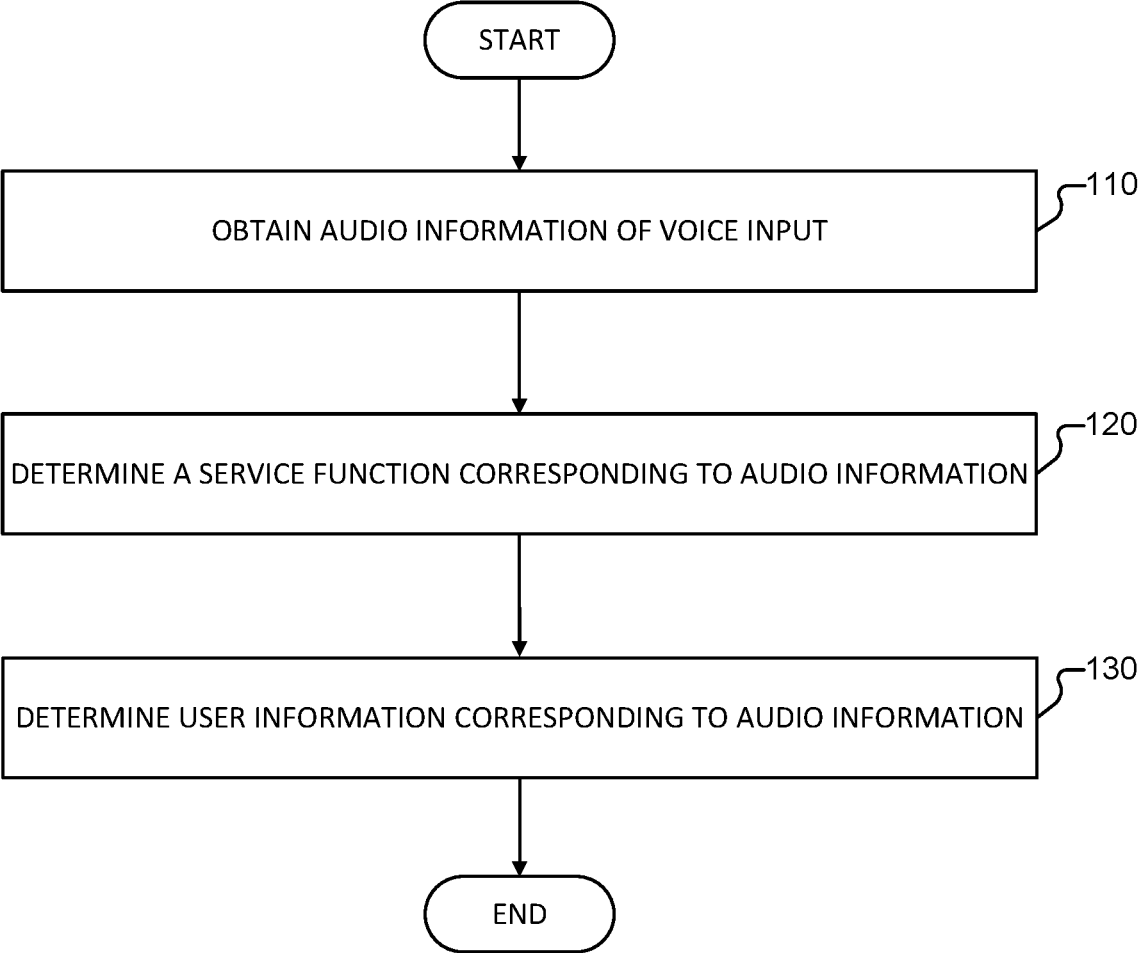 START
110
OBTAIN AUDIO INFORMATION OF VOICE INPUT
120
DETERMINE A SERVICE FUNCTION CORRESPONDING TO AUDIO INFORMATION
130
DETERMINE USER INFORMATION CORRESPONDING TO AUDIO INFORMATION
END